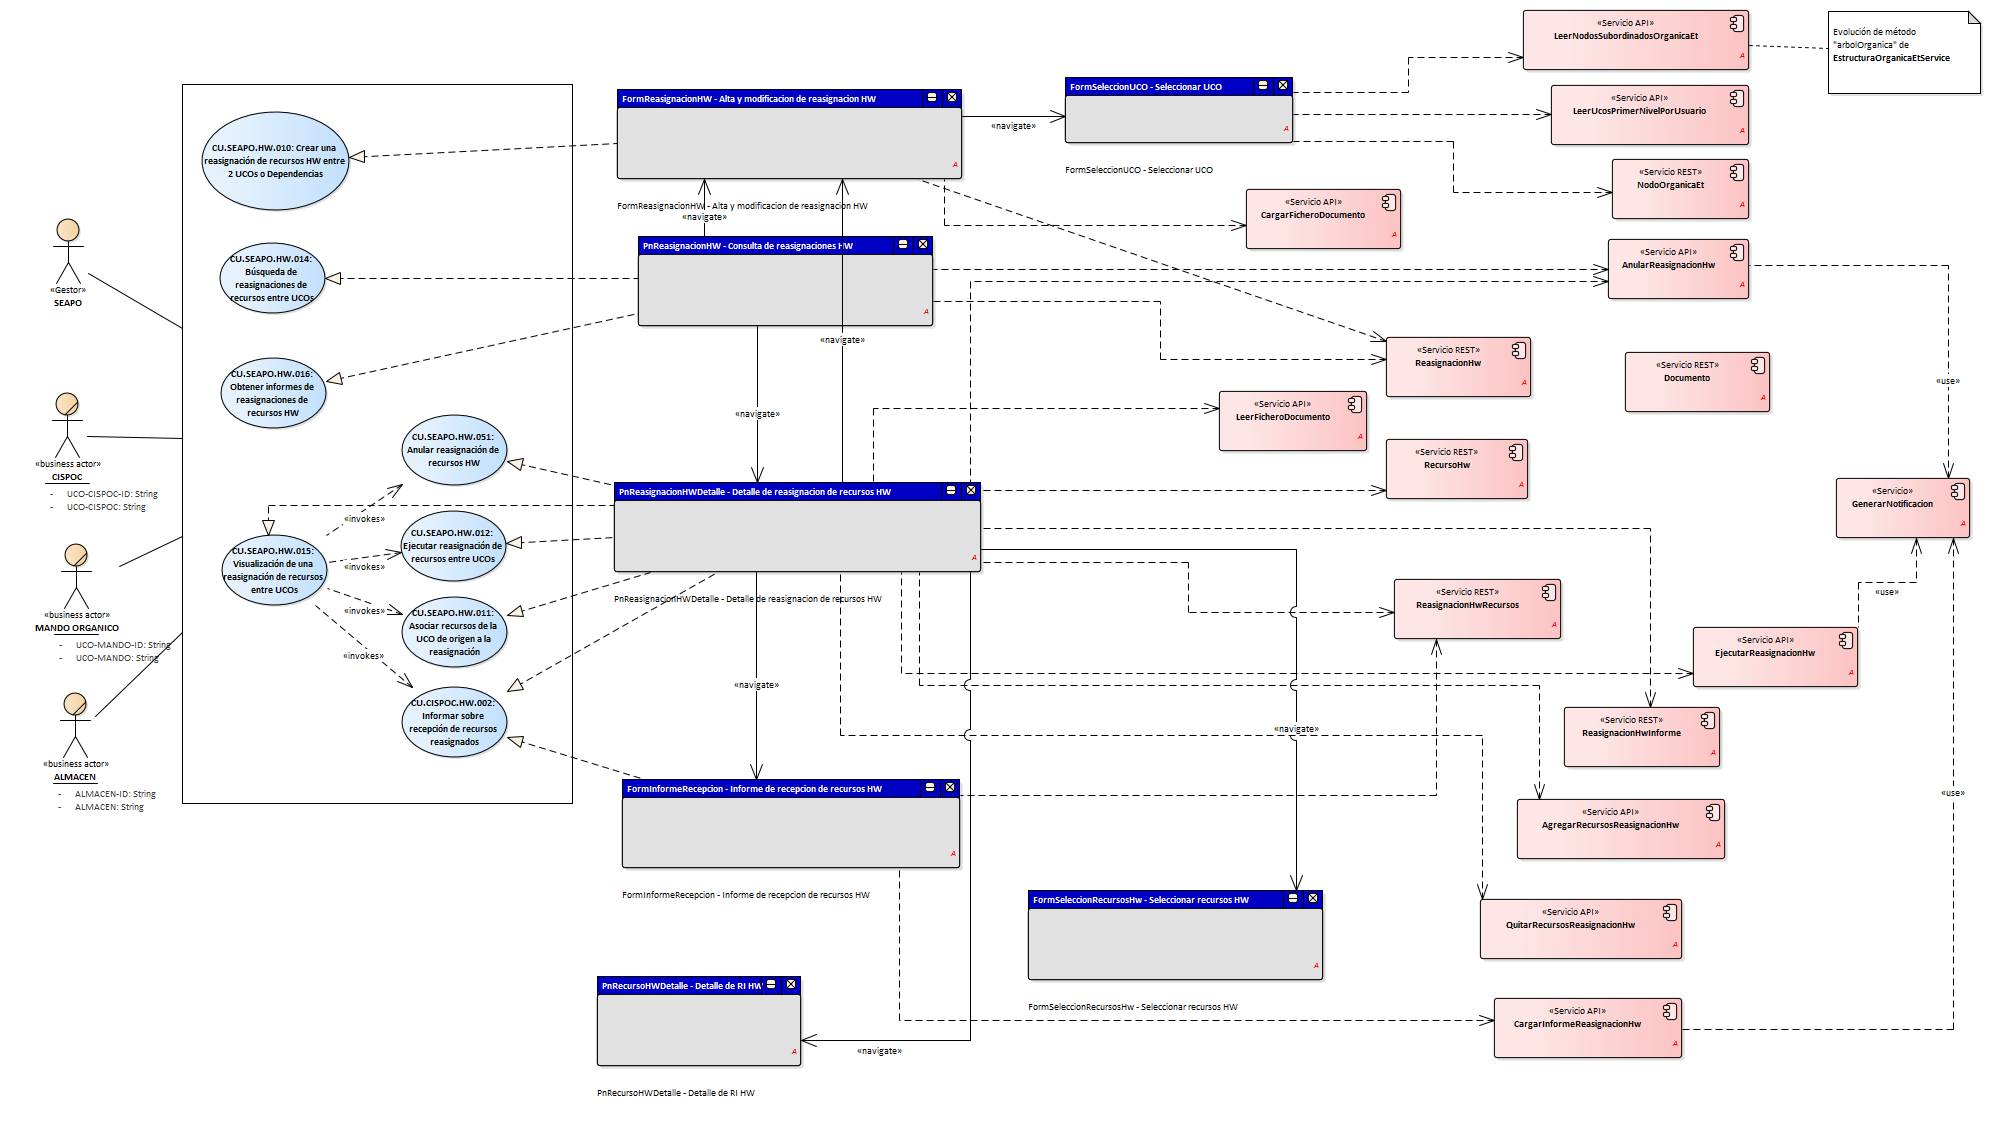 «Servicio API»
LeerNodosSubordinadosOrganicaEt
A
Evolución de método
"arbolOrganica" de
EstructuraOrganicaEtService
FormReasignacionHW - Alta y modificacion de reasignacion HW
A
FormReasignacionHW - Alta y modificacion de reasignacion HW
«navigate»
«navigate»
FormSeleccionUCO - Seleccionar UCO
A
FormSeleccionUCO - Seleccionar UCO
«Servicio API»
LeerUcosPrimerNivelPorUsuario
A
«Servicio REST»
NodoOrganicaEt
A
«Servicio API»
CargarFicheroDocumento
A
CU.SEAPO.HW.010: Crear una
reasignación de recursos HW entre
2 UCOs o Dependencias
«Gestor»
SEAPO
CU.SEAPO.HW.014:
Búsqueda de
reasignaciones de
recursos entre UCOs
PnReasignacionHW - Consulta de reasignaciones HW
A
«navigate»
«navigate»
«Servicio API»
AnularReasignacionHw
A
«Servicio REST»
ReasignacionHw
A
«Servicio REST»
Documento
A
«use»
CU.SEAPO.HW.016:
Obtener informes de
reasignaciones de
recursos HW
«Servicio API»
LeerFicheroDocumento
A
«Servicio REST»
RecursoHw
A
«business actor»
CISPOC
- UCO-CISPOC-ID: String
- UCO-CISPOC: String
CU.SEAPO.HW.051:
Anular reasignación de
recursos HW
PnReasignacionHWDetalle - Detalle de reasignacion de recursos HW
A
PnReasignacionHWDetalle - Detalle de reasignacion de recursos HW
«Servicio»
GenerarNotificacion
A
«invokes»
CU.SEAPO.HW.012:
Ejecutar reasignación de
recursos entre UCOs
CU.SEAPO.HW.015:
Visualización de una
reasignación de recursos
entre UCOs
«invokes»
«invokes»
«invokes»
CU.SEAPO.HW.011:
Asociar recursos de la
UCO de origen a la
reasignación
«business actor»
MANDO ORGANICO
- UCO-MANDO-ID: String
- UCO-MANDO: String
«Servicio REST»
ReasignacionHwRecursos
A
«use»
«Servicio API»
EjecutarReasignacionHw
A
«navigate»
CU.CISPOC.HW.002:
Informar sobre
recepción de recursos
reasignados
«navigate»
«Servicio REST»
ReasignacionHwInforme
A
«business actor»
ALMACEN
- ALMACEN-ID: String
- ALMACEN: String
FormInformeRecepcion - Informe de recepcion de recursos HW
A
FormInformeRecepcion - Informe de recepcion de recursos HW
«use»
«Servicio API»
AgregarRecursosReasignacionHw
A
FormSeleccionRecursosHw - Seleccionar recursos HW
A
FormSeleccionRecursosHw - Seleccionar recursos HW
«Servicio API»
QuitarRecursosReasignacionHw
A
PnRecursoHWDetalle - Detalle de RI HW
A
PnRecursoHWDetalle - Detalle de RI HW
«navigate»
«Servicio API»
CargarInformeReasignacionHw
A